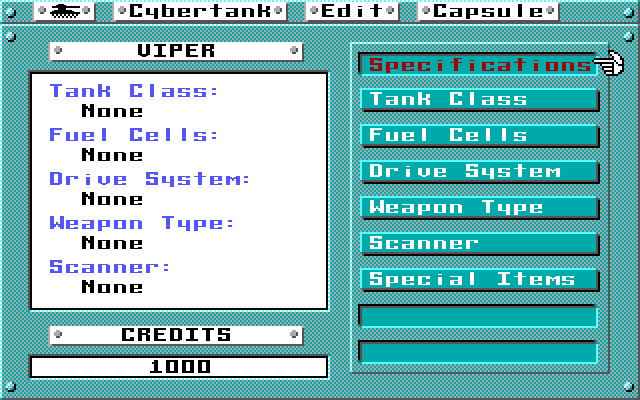 Cybertank Edit Capsule
VIPER
Tank Class:
None
Fuel Cells:
None
Drive System:
None
Weapon Type:
None
Scanner:
None
CREDITS
1000
Specifications
Tank Class
Fuel Cells
Drive System
Weapon Type
Scanner
Special Items